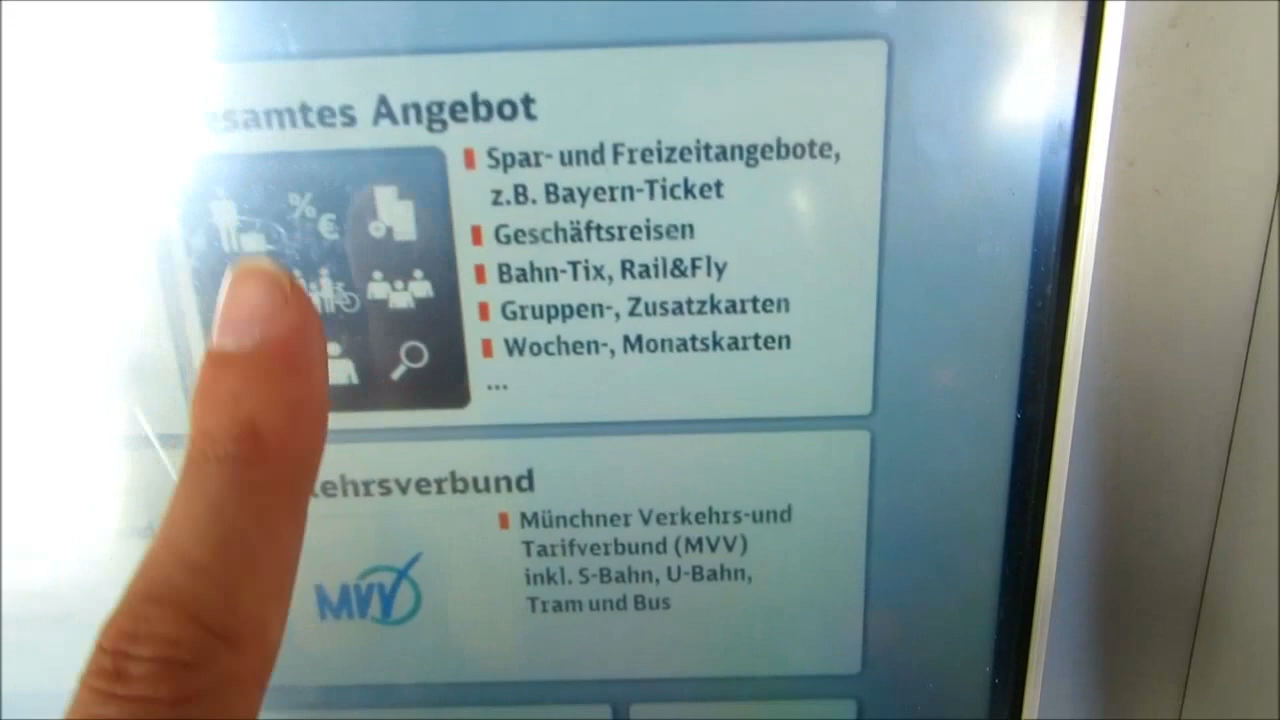 esamtes Angebot
Spar- und Freizeitangebote,
z.B. Bayern-Ticket
Geschäftsreisen
Bahn-Tix, Rail&Fly
Gruppen-, Zusatzkarten
Wochen-, Monatskarten
...
% €
kehrsverbund
Münchner Verkehrs-und
Tarifverbund (MVV)
inkl. S-Bahn, U-Bahn,
Tram und Bus
MVV